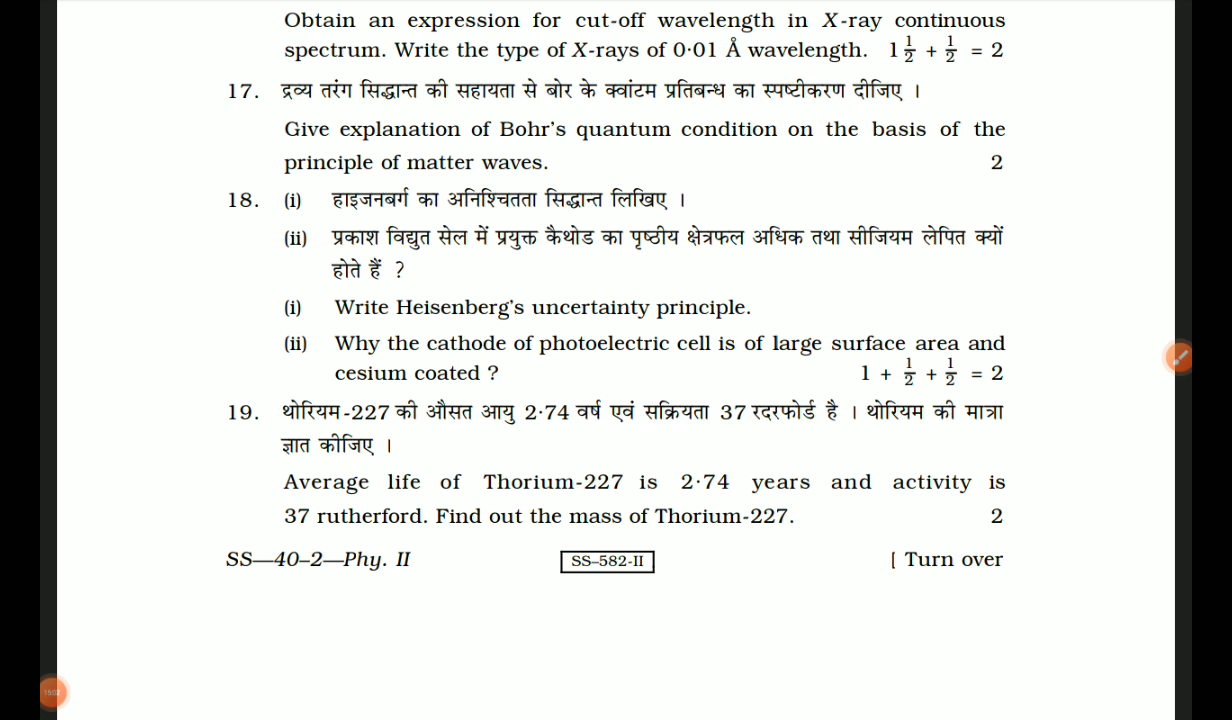 Obtain an expression for cut-off wavelength in X-ray continuous
spectrum. Write the type of X-rays of 0·01 Å wavelength. 1 1/2 + 1/2 = 2
17. द्रव्य तरंग सिद्धान्त की सहायता से बोर के क्वांटम प्रतिबन्ध का स्पष्टीकरण दीजिए ।
Give explanation of Bohr's quantum condition on the basis of the
principle of matter waves. 2
18. (i) हाइजनबर्ग का अनिश्चितता सिद्धान्त लिखिए ।
(ii) प्रकाश विद्युत सेल में प्रयुक्त कैथोड का पृष्ठीय क्षेत्रफल अधिक तथा सीजियम लेपित क्यों
होते हैं ?
(i) Write Heisenberg's uncertainty principle.
(ii) Why the cathode of photoelectric cell is of large surface area and
cesium coated ? 1 + 1/2 + 1/2 = 2
19. थोरियम-227 की औसत आयु 2·74 वर्ष एवं सक्रियता 37 रदरफोर्ड है । थोरियम की मात्रा
ज्ञात कीजिए ।
Average life of Thorium-227 is 2·74 years and activity is
37 rutherford. Find out the mass of Thorium-227. 2
SS—40–2—Phy. II SS–582-II [ Turn over